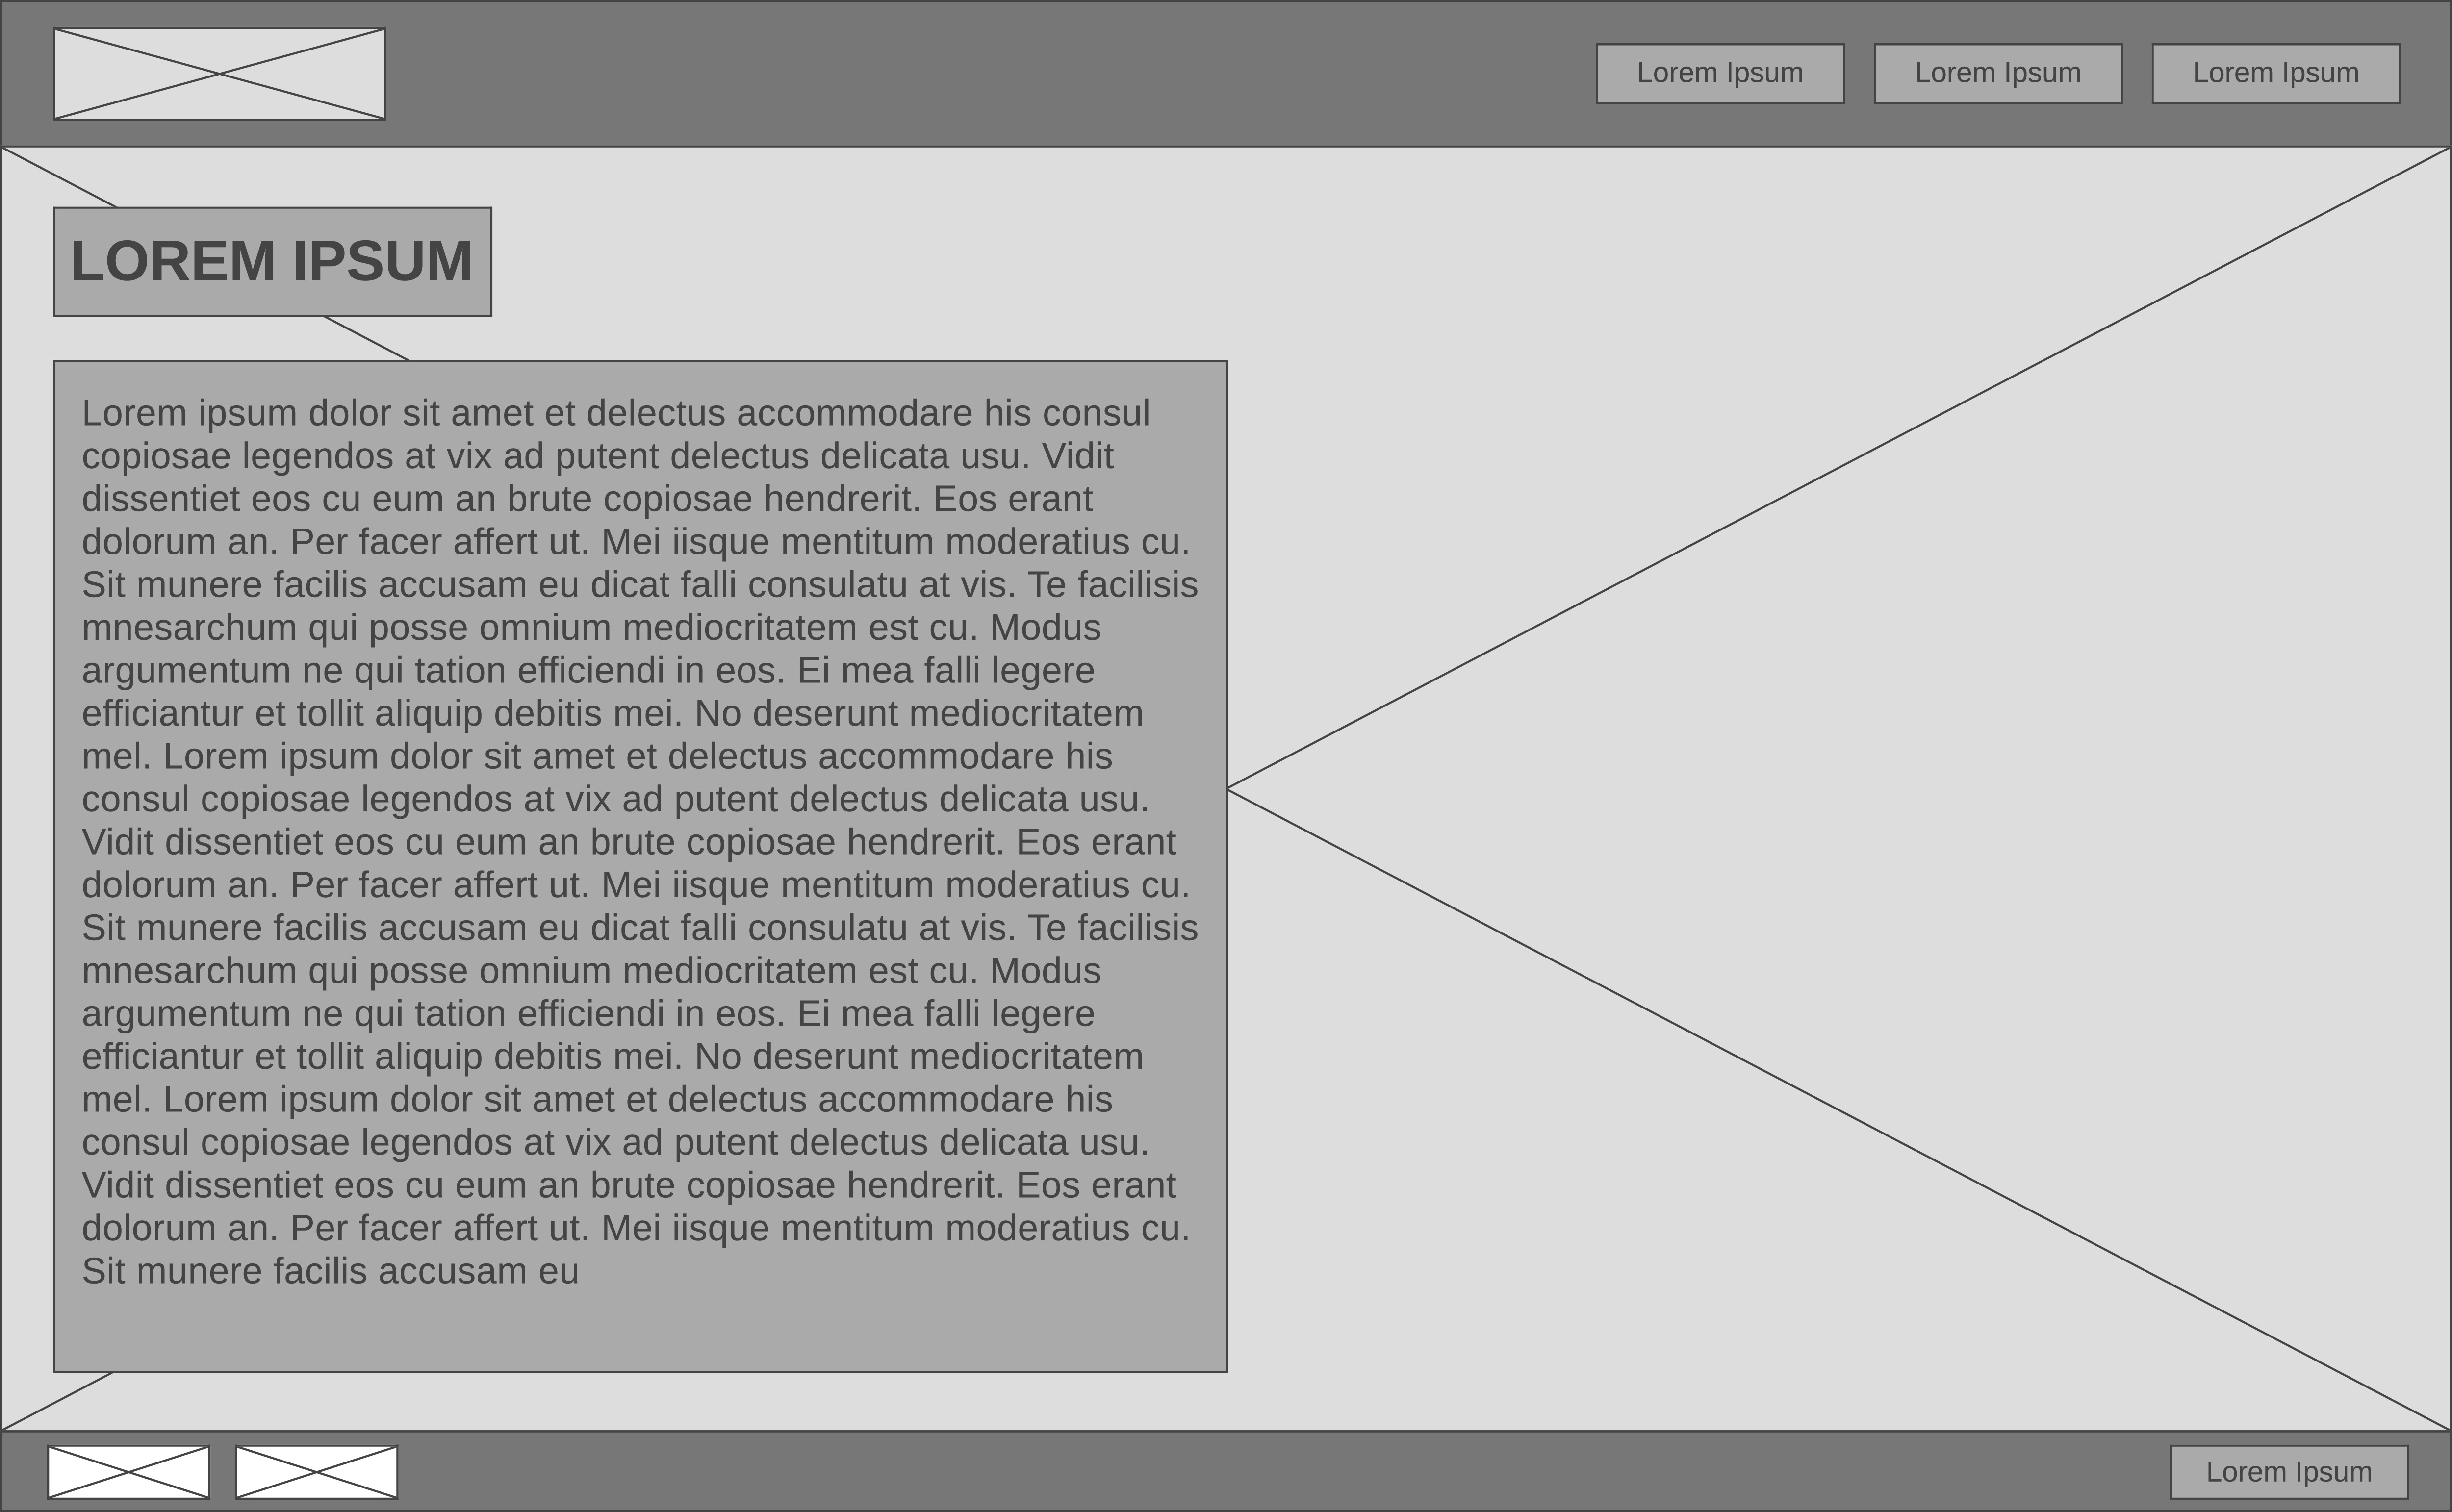 Lorem Ipsum
Lorem Ipsum
Lorem Ipsum
LOREM IPSUM
Lorem ipsum dolor sit amet et delectus accommodare his consul
copiosae legendos at vix ad putent delectus delicata usu. Vidit
dissentiet eos cu eum an brute copiosae hendrerit. Eos erant
dolorum an. Per facer affert ut. Mei iisque mentitum moderatius cu.
Sit munere facilis accusam eu dicat falli consulatu at vis. Te facilisis
mnesarchum qui posse omnium mediocritatem est cu. Modus
argumentum ne qui tation efficiendi in eos. Ei mea falli legere
efficiantur et tollit aliquip debitis mei. No deserunt mediocritatem
mel. Lorem ipsum dolor sit amet et delectus accommodare his
consul copiosae legendos at vix ad putent delectus delicata usu.
Vidit dissentiet eos cu eum an brute copiosae hendrerit. Eos erant
dolorum an. Per facer affert ut. Mei iisque mentitum moderatius cu.
Sit munere facilis accusam eu dicat falli consulatu at vis. Te facilisis
mnesarchum qui posse omnium mediocritatem est cu. Modus
argumentum ne qui tation efficiendi in eos. Ei mea falli legere
efficiantur et tollit aliquip debitis mei. No deserunt mediocritatem
mel. Lorem ipsum dolor sit amet et delectus accommodare his
consul copiosae legendos at vix ad putent delectus delicata usu.
Vidit dissentiet eos cu eum an brute copiosae hendrerit. Eos erant
dolorum an. Per facer affert ut. Mei iisque mentitum moderatius cu.
Sit munere facilis accusam eu
Lorem Ipsum